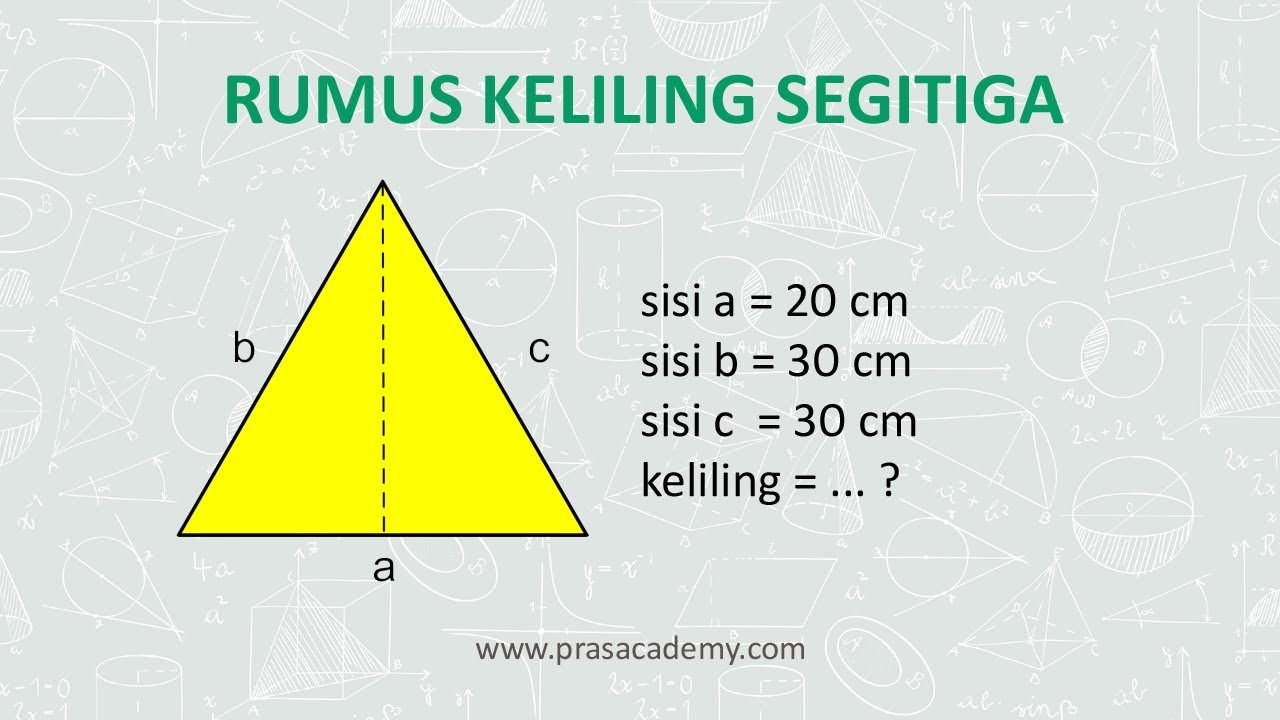 RUMUS KELILING SEGITIGA
b
c
a
sisi a = 20 cm
sisi b = 30 cm
sisi c = 30 cm
keliling = ... ?
www.prasacademy.com